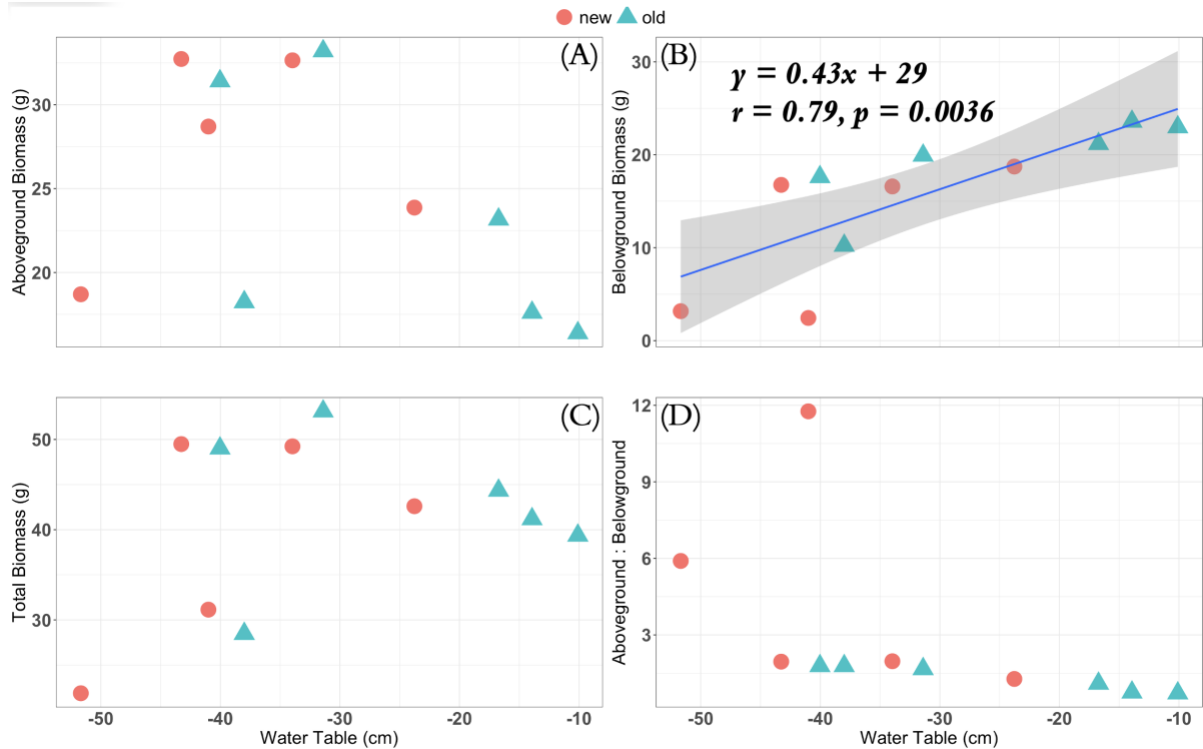 new old
(A)
Aboveground Biomass (g)
30
25
20
(B)
y = 0.43x + 29
r = 0.79, p = 0.0036
Belowground Biomass (g)
30
20
10
0
(C)
Total Biomass (g)
50
40
30
-50 -40 -30 -20 -10
Water Table (cm)
(D)
Aboveground : Belowground
12
9
6
3
-50 -40 -30 -20 -10
Water Table (cm)